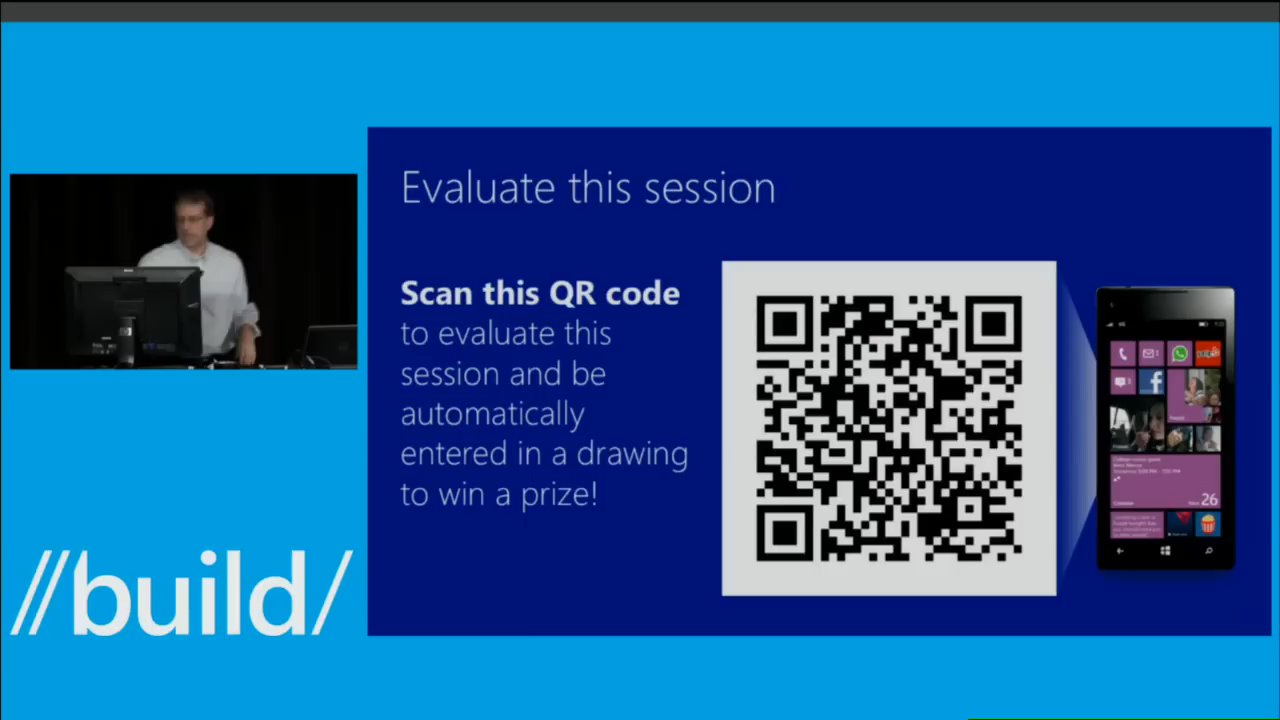 Evaluate this session
Scan this QR code
to evaluate this
session and be
automatically
entered in a drawing
to win a prize!
26
//build/